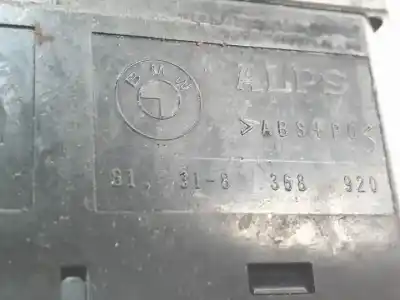 BMW
ALPS
>ABS+PC<
61. 31-8 368 920